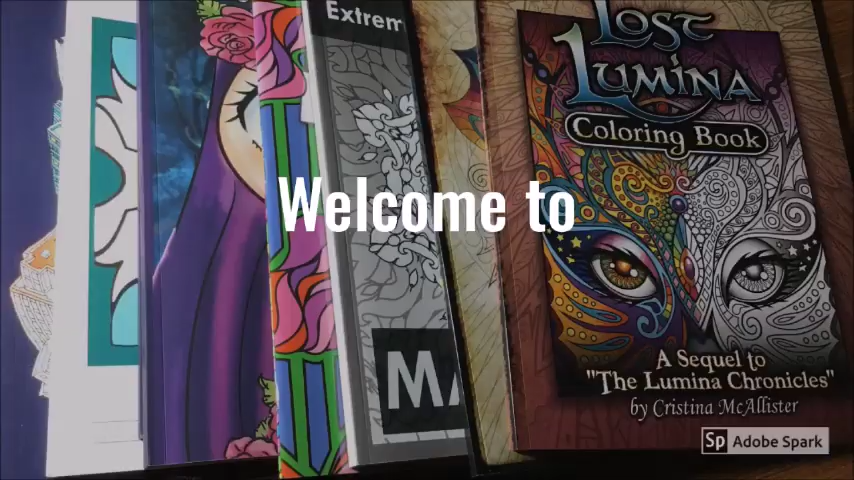 Extrem
Lost
Lumina
Coloring Book
Welcome to
MA
A Sequel to
"The Lumina Chronicles"
by Cristina McAllister
Sp Adobe Spark